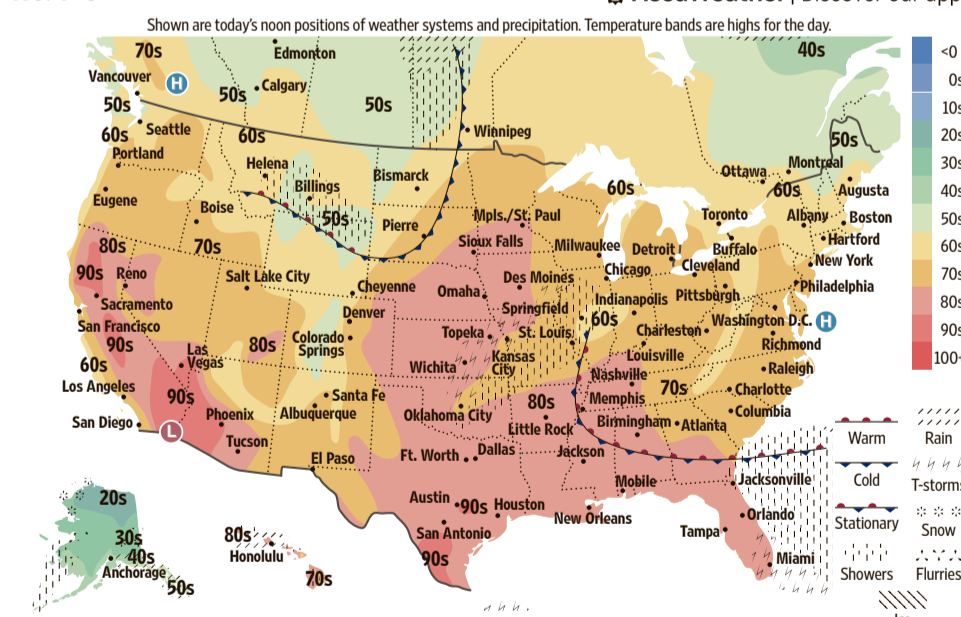 AccuWeather | Discover our app
Shown are today's noon positions of weather systems and precipitation. Temperature bands are highs for the day.
70s
Edmonton
40s
<0
Vancouver
H
Calgary
0s
50s
50s
50s
10s
20s
60s
Seattle
60s
Winnipeg
50s
30s
Portland
Helena
Montreal
40s
Billings
Bismarck
Ottawa
60s
60s
Augusta
50s
Eugene
Boise
50s
Pierre
Mpls./St. Paul
Toronto
Albany
Boston
60s
80s
70s
Sioux Falls
Milwaukee
Detroit
Buffalo
Hartford
70s
90s
Reno
Salt Lake City
Cheyenne
Omaha
Des Moines
Chicago
Cleveland
New York
80s
Sacramento
Denver
Springfield
Indianapolis
Pittsburgh
Philadelphia
90s
San Francisco
Topeka
St. Louis
60s
Charleston
Washington D.C.
H
90s
80s
Colorado
Springs
Richmond
100+
Las
Vegas
60s
Wichita
Kansas
City
Louisville
Raleigh
Los Angeles
90s
Santa Fe
Nashville
70s
Charlotte
Albuquerque
80s
Memphis
San Diego
L
Phoenix
Oklahoma City
Little Rock
Birmingham
Atlanta
Columbia
Tucson
El Paso
Ft. Worth
Dallas
Jackson
Warm
Rain
Mobile
Jacksonville
Cold
T-storms
20s
Austin
90s
Houston
New Orleans
Orlando
Stationary
Snow
30s
80s
San Antonio
Tampa
40s
Honolulu
90s
Miami
Anchorage
50s
70s
Showers
Flurries